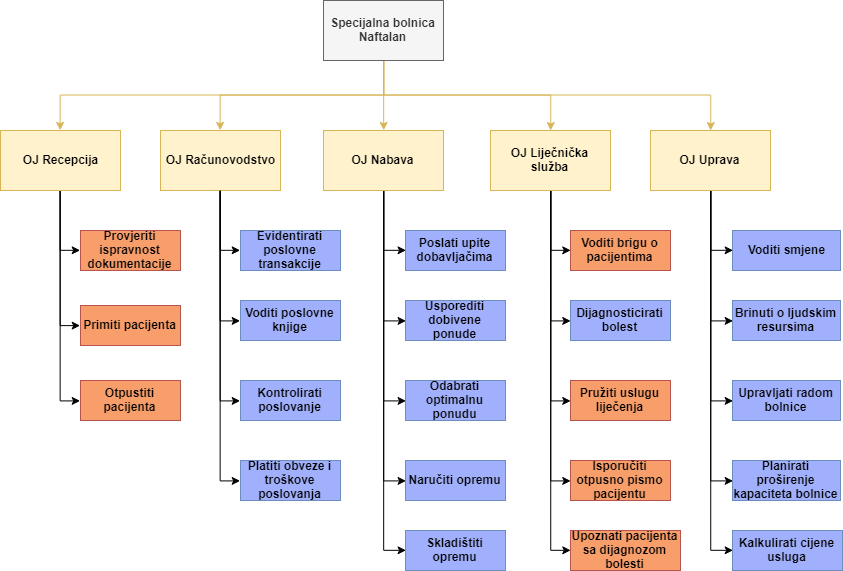 Specijalna bolnica
Naftalan
OJ Recepcija
OJ Računovodstvo
OJ Nabava
OJ Liječnička
služba
OJ Uprava
Provjeriti
ispravnost
dokumentacije
Primiti pacijenta
Otpustiti
pacijenta
Evidentirati
poslovne
transakcije
Voditi poslovne
knjige
Kontrolirati
poslovanje
Platiti obveze i
troškove
poslovanja
Poslati upite
dobavljačima
Usporediti
dobivene
ponude
Odabrati
optimalnu
ponudu
Naručiti opremu
Skladištiti
opremu
Voditi brigu o
pacijentima
Dijagnosticirati
bolest
Pružiti uslugu
liječenja
Isporučiti
otpusno pismo
pacijentu
Upoznati pacijenta
sa dijagnozom
bolesti
Voditi smjene
Brinuti o ljudskim
resursima
Upravljati radom
bolnice
Planirati
proširenje
kapaciteta bolnice
Kalkulirati cijene
usluga